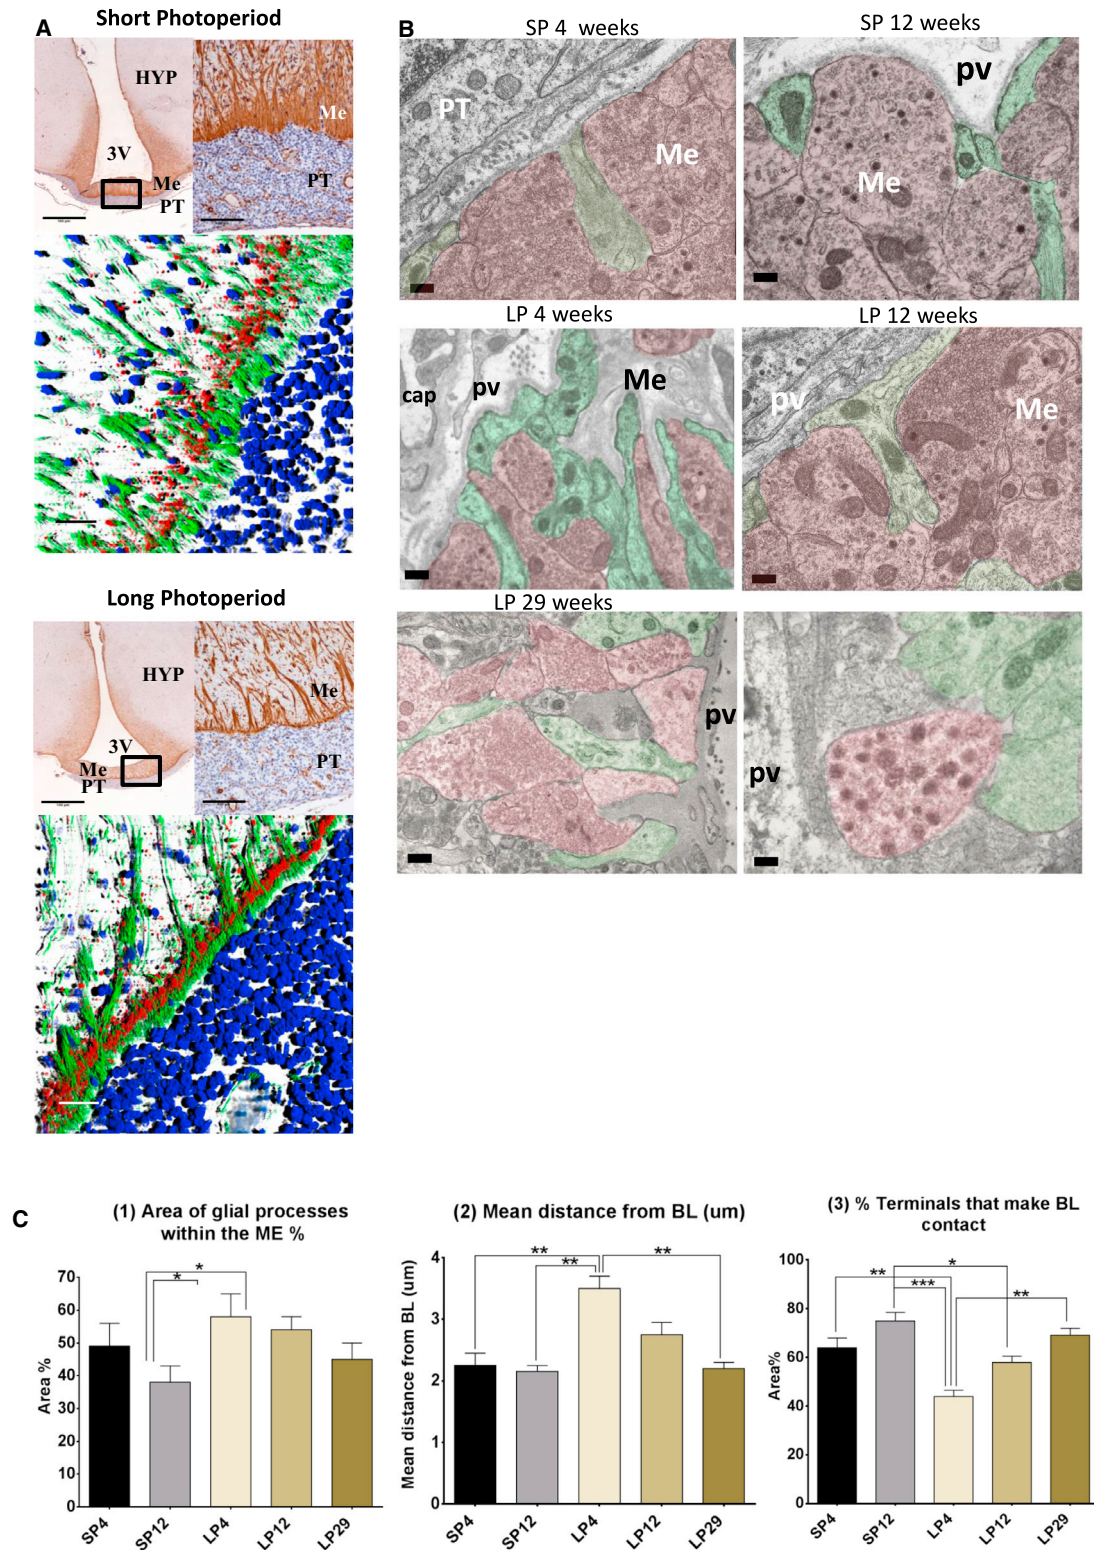 A
Short Photoperiod
HYP
3V
Me
PT
Me
PT
Long Photoperiod
HYP
3V
Me
PT
Me
PT
B
SP 4 weeks
PT
Me
SP 12 weeks
pv
Me
LP 4 weeks
cap
pv
Me
LP 12 weeks
pv
Me
LP 29 weeks
pv
pv
C
(1) Area of glial processes
within the ME %
Area %
70
60
50
40
30
20
10
0
*
*
SP4
SP12
LP4
LP12
LP29
(2) Mean distance from BL (um)
Mean distance from BL (um)
4
3
2
1
0
**
**
**
SP4
SP12
LP4
LP12
LP29
(3) % Terminals that make BL
contact
Area%
100
80
60
40
20
0
**
*
***
**
SP4
SP12
LP4
LP12
LP29